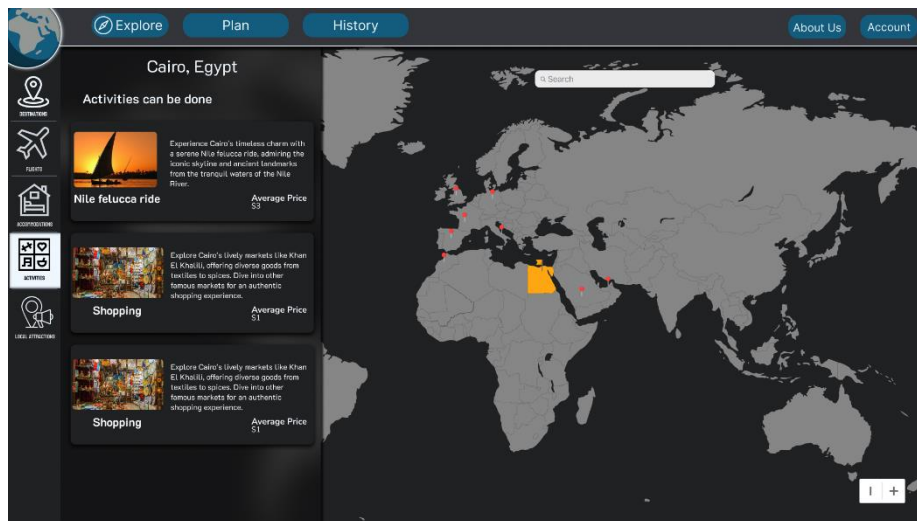 Explore
Plan
History
About Us
Account
DESTINATIONS
FLIGHTS
ACCOMMODATIONS
ACTIVITIES
LOCAL ATTRACTIONS
Cairo, Egypt
Activities can be done
Experience Cairo's timeless charm with
a serene Nile felucca ride, admiring the
iconic skyline and ancient landmarks
from the tranquil waters of the Nile
River.
Nile felucca ride
Average Price
$3
Explore Cairo's lively markets like Khan
El Khalili, offering diverse goods from
textiles to spices. Dive into other
famous markets for an authentic
shopping experience.
Shopping
Average Price
$1
Explore Cairo's lively markets like Khan
El Khalili, offering diverse goods from
textiles to spices. Dive into other
famous markets for an authentic
shopping experience.
Shopping
Average Price
$1
Search